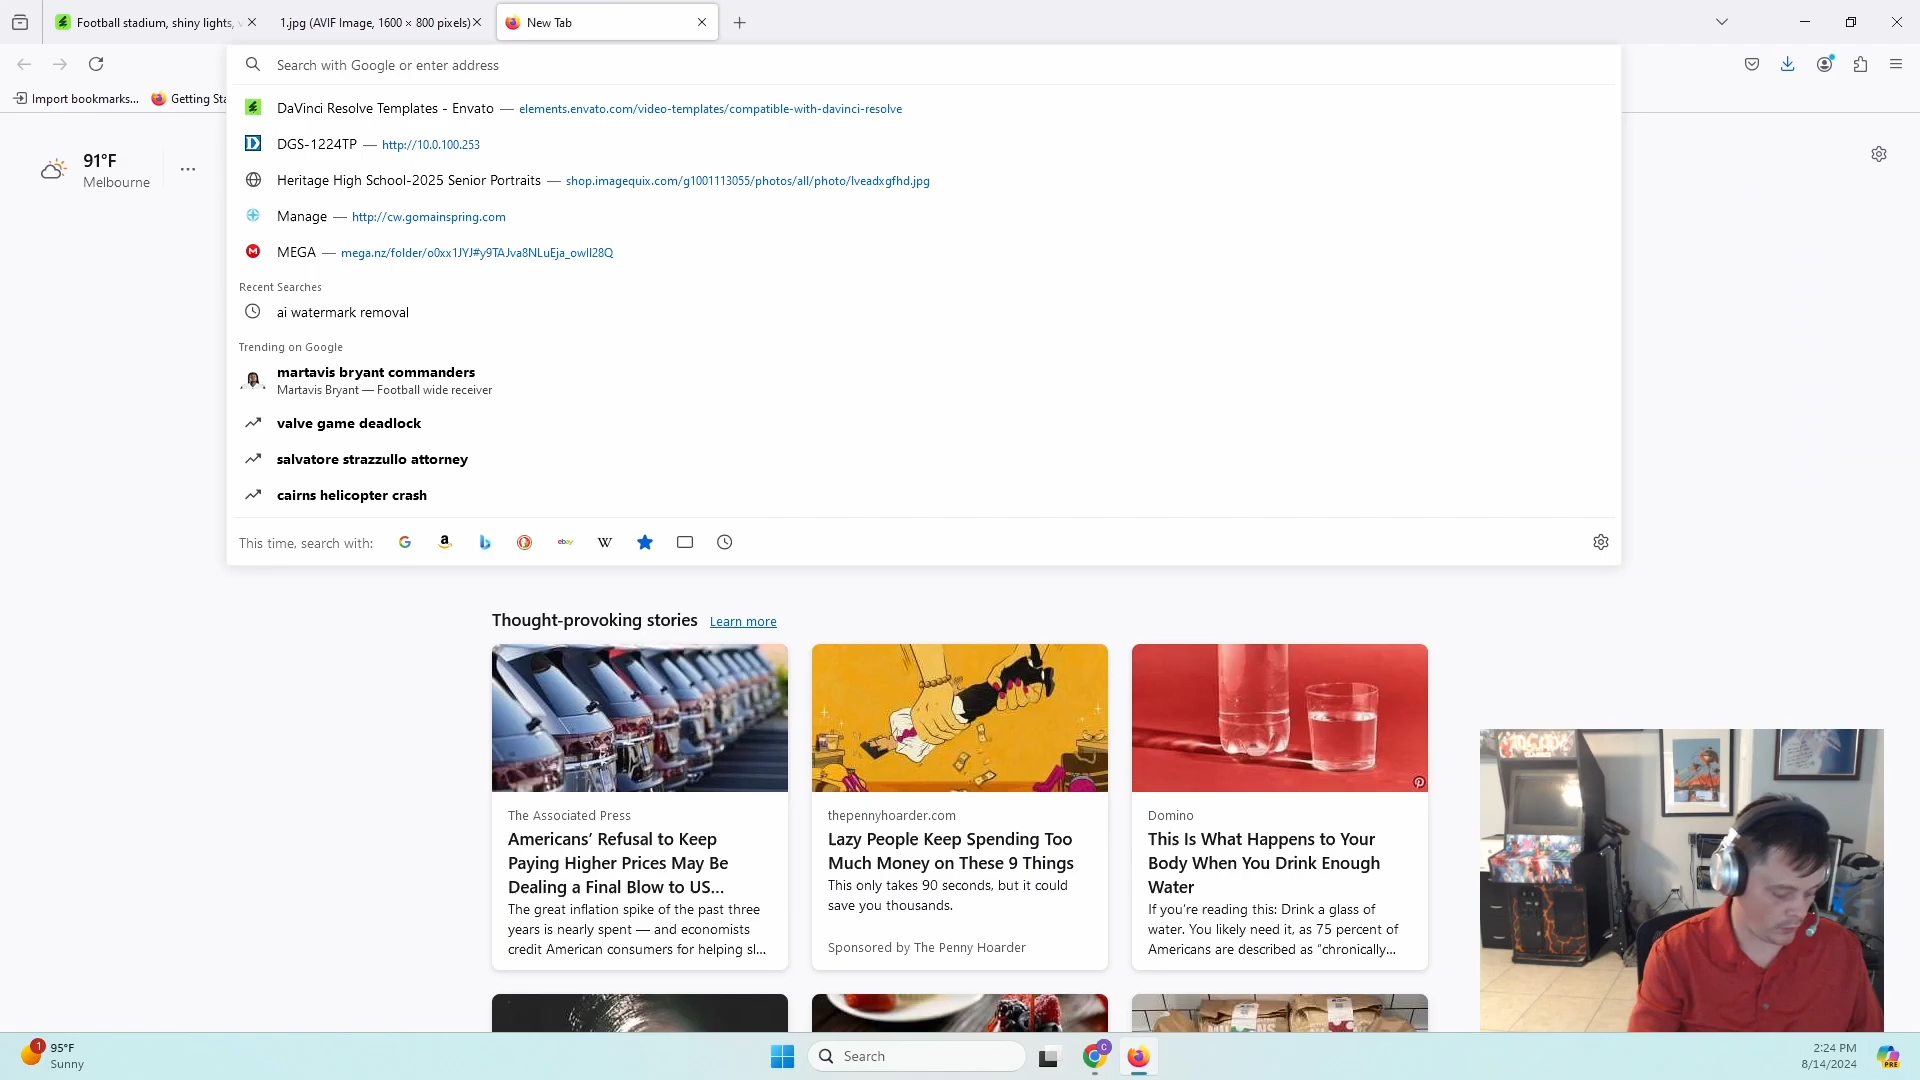 Football stadium, shiny lights,
1.jpg (AVIF Image, 1600 × 800 pixels)
New Tab
Search with Google or enter address
Import bookmarks...
Getting Sta
DaVinci Resolve Templates - Envato — elements.envato.com/video-templates/compatible-with-davinci-resolve
DGS-1224TP — http://10.0.100.253
Heritage High School-2025 Senior Portraits — shop.imagequix.com/g1001113055/photos/all/photo/lveadxgfhd.jpg
Manage — http://cw.gomainspring.com
MEGA — mega.nz/folder/o0xx1JYJ#y9TAJva8NLuEja_owlI28Q
91°F
Melbourne
Recent Searches
ai watermark removal
Trending on Google
martavis bryant commanders
Martavis Bryant — Football wide receiver
valve game deadlock
salvatore strazzullo attorney
cairns helicopter crash
This time, search with:
Thought-provoking stories Learn more
The Associated Press
Americans’ Refusal to Keep
Paying Higher Prices May Be
Dealing a Final Blow to US...
The great inflation spike of the past three
years is nearly spent — and economists
credit American consumers for helping sl...
thepennyhoarder.com
Lazy People Keep Spending Too
Much Money on These 9 Things
This only takes 90 seconds, but it could
save you thousands.
Sponsored by The Penny Hoarder
Domino
This Is What Happens to Your
Body When You Drink Enough
Water
If you’re reading this: Drink a glass of
water. You likely need it, as 75 percent of
Americans are described as “chronically...
1
95°F
Sunny
Search
2:24 PM
8/14/2024